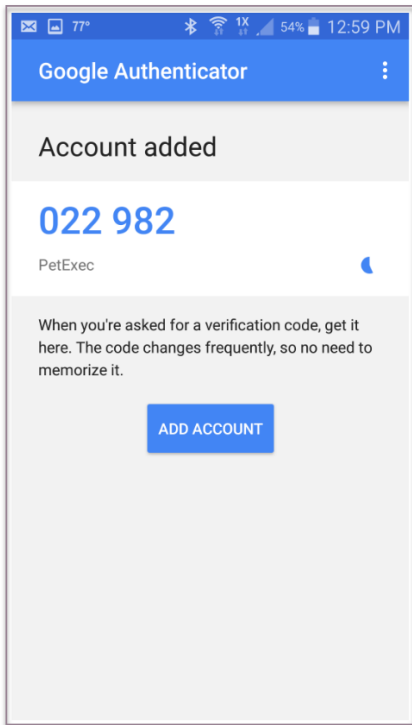 77° 1X 54% 12:59 PM
Google Authenticator
Account added
022 982
PetExec
When you're asked for a verification code, get it
here. The code changes frequently, so no need to
memorize it.
ADD ACCOUNT